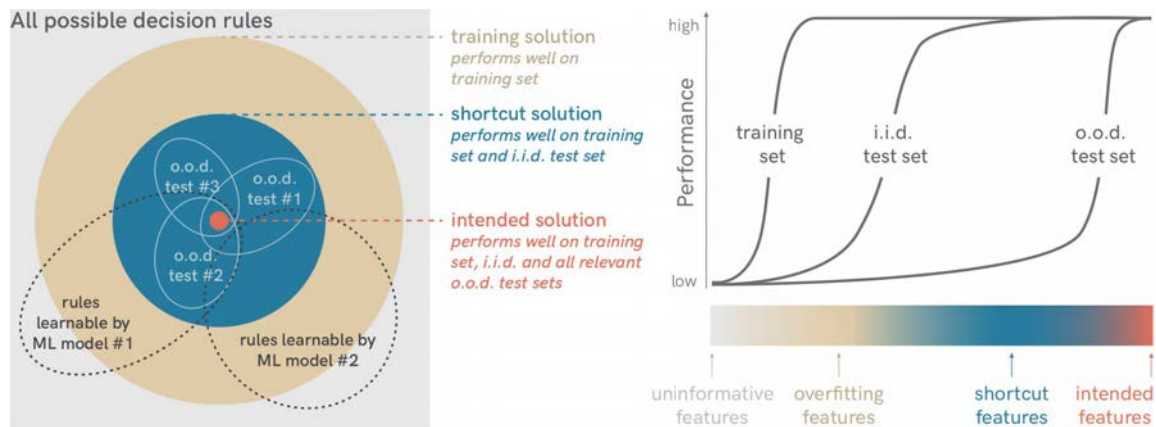 All possible decision rules
training solution
performs well on
training set
shortcut solution
performs well on training
set and i.i.d. test set
intended solution
performs well on training
set, i.i.d. and all relevant
o.o.d. test sets
o.o.d.
test #3
o.o.d.
test #1
o.o.d.
test #2
rules
learnable by
ML model #1
rules learnable by
ML model #2
high
Performance
low
training
set
i.i.d.
test set
o.o.d.
test set
uninformative
features
overfitting
features
shortcut
features
intended
features